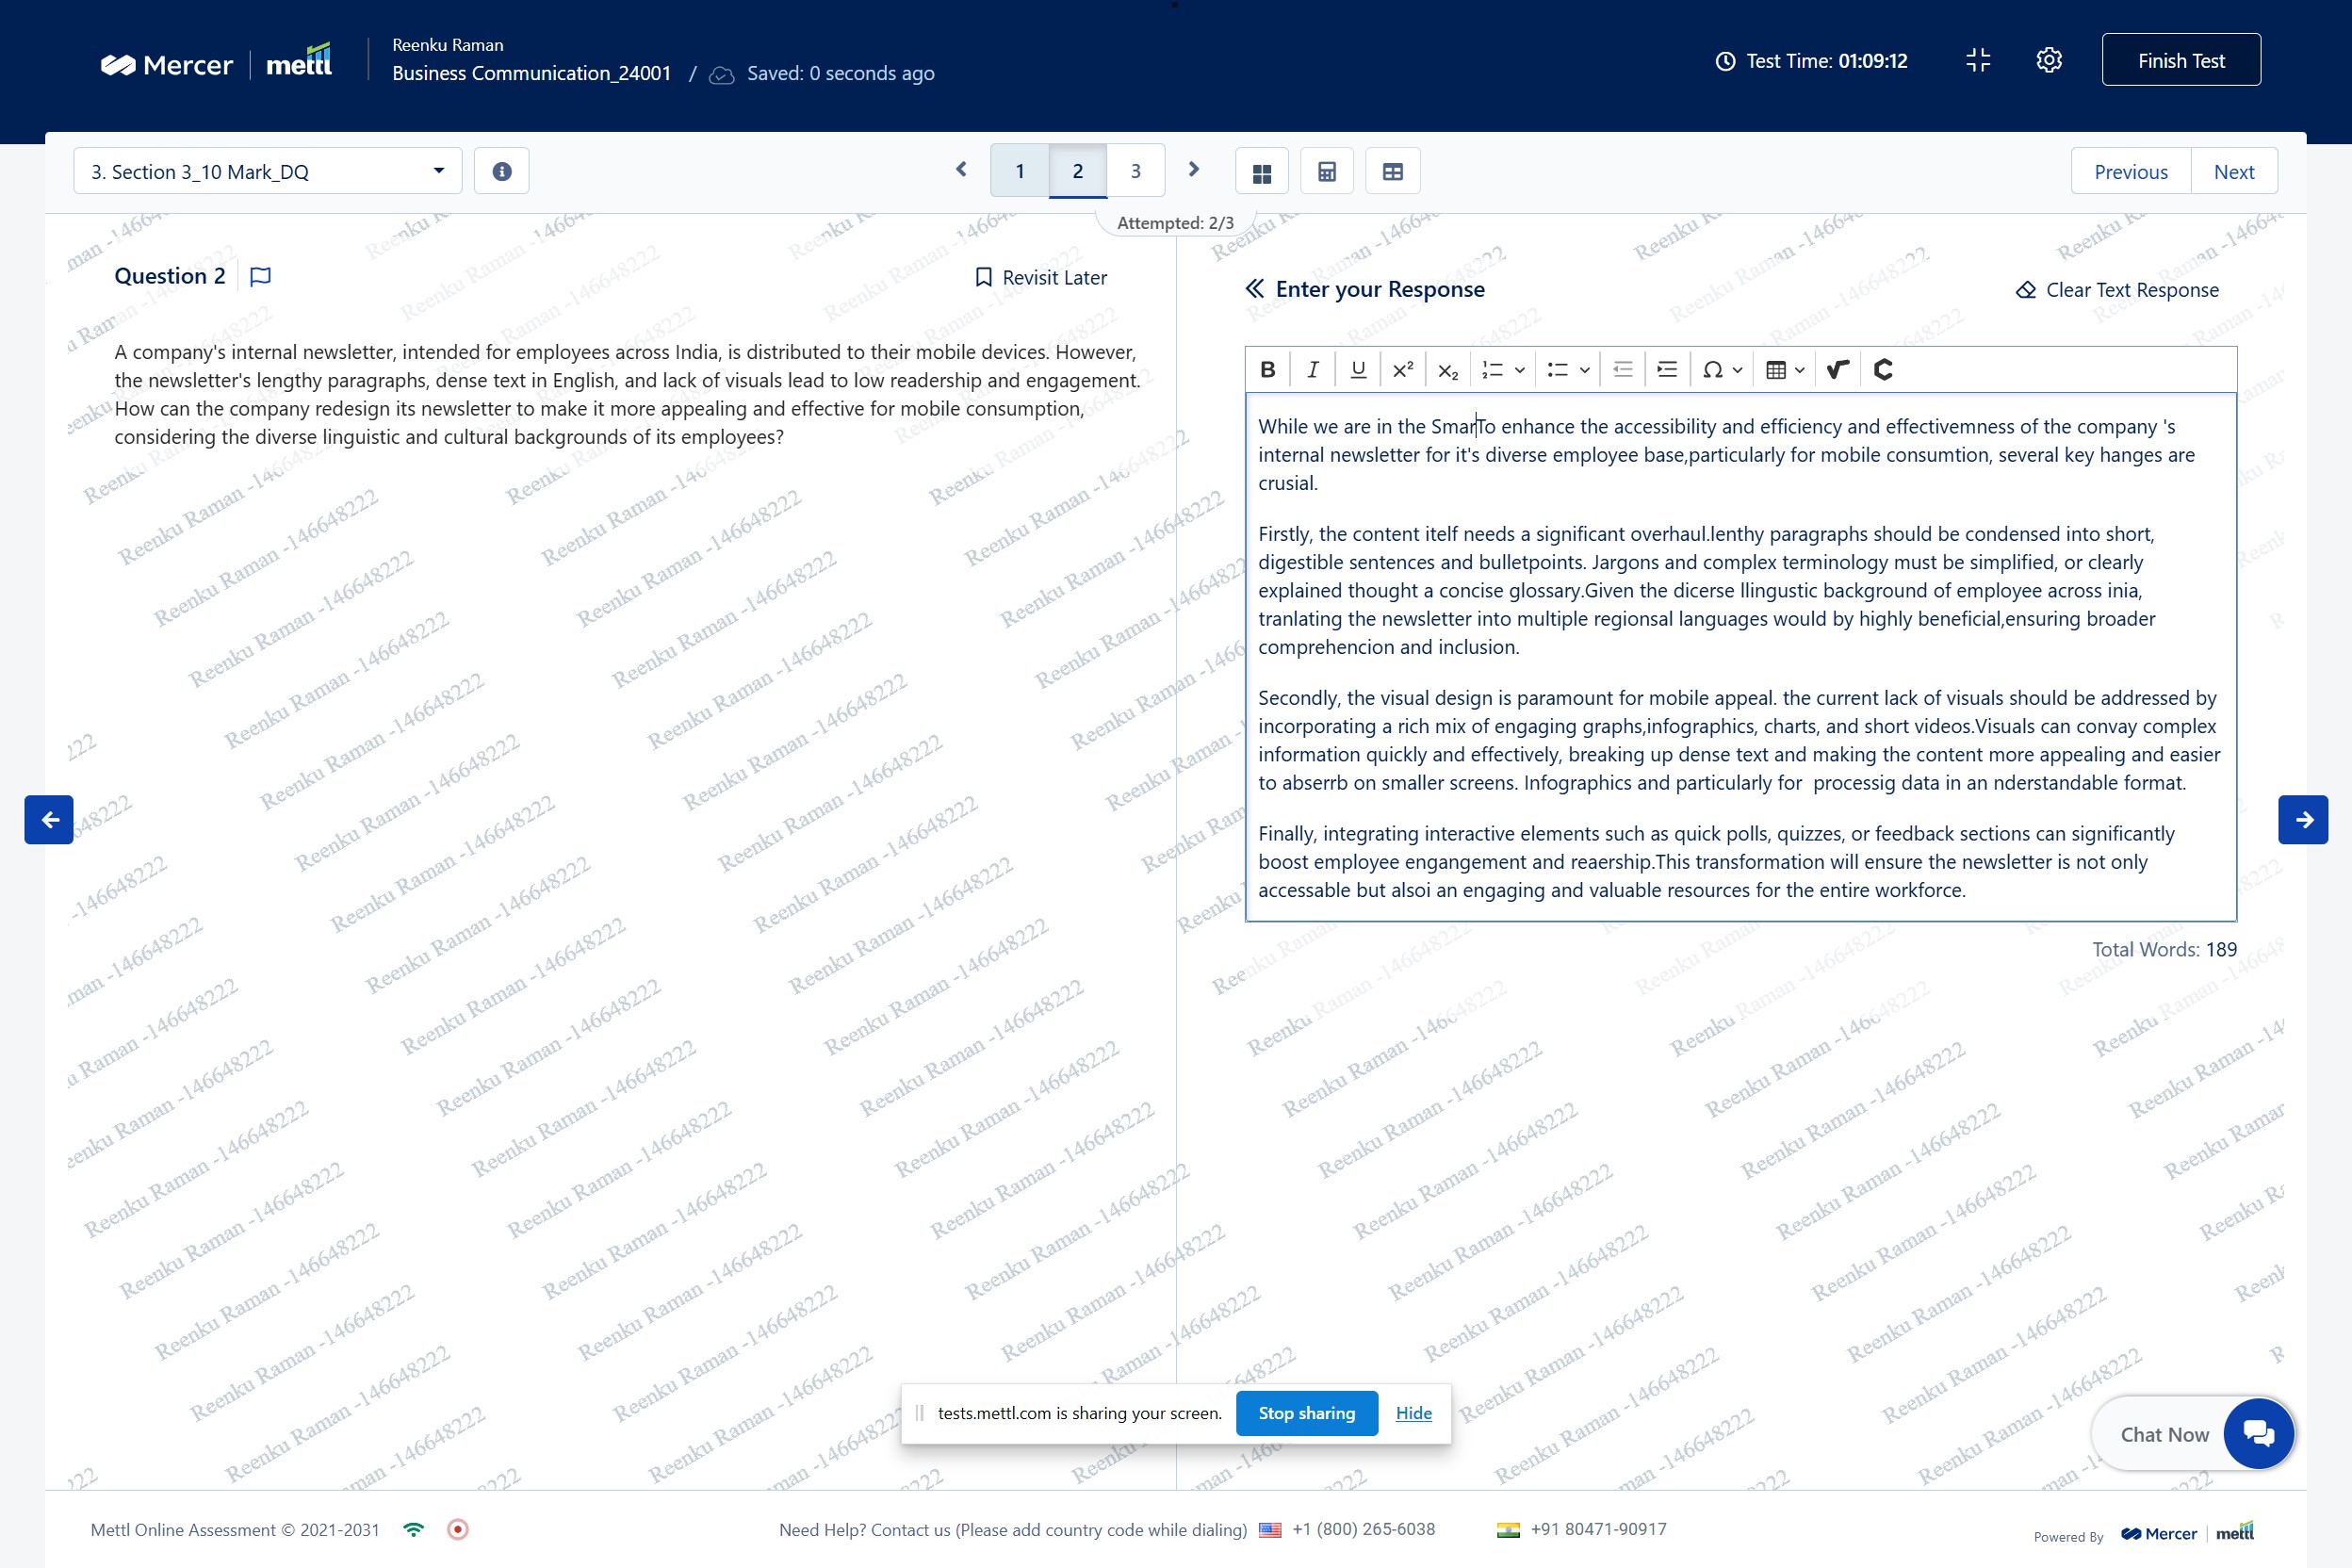 Mercer mettl
Reenku Raman
Business Communication_24001 / Saved: 0 seconds ago
Test Time: 01:09:12
Finish Test
3. Section 3_10 Mark_DQ
1 2 3
Previous Next
Attempted: 2/3
Question 2
Revisit Later
A company's internal newsletter, intended for employees across India, is distributed to their mobile devices. However,
the newsletter's lengthy paragraphs, dense text in English, and lack of visuals lead to low readership and engagement.
How can the company redesign its newsletter to make it more appealing and effective for mobile consumption,
considering the diverse linguistic and cultural backgrounds of its employees?
Enter your Response
Clear Text Response
While we are in the SmarTo enhance the accessibility and efficiency and effectivemness of the company 's
internal newsletter for it's diverse employee base,particularly for mobile consumtion, several key hanges are
crusial.
Firstly, the content itelf needs a significant overhaul.lenthy paragraphs should be condensed into short,
digestible sentences and bulletpoints. Jargons and complex terminology must be simplified, or clearly
explained thought a concise glossary.Given the dicerse llingustic background of employee across inia,
tranlating the newsletter into multiple regionsal languages would by highly beneficial,ensuring broader
comprehencion and inclusion.
Secondly, the visual design is paramount for mobile appeal. the current lack of visuals should be addressed by
incorporating a rich mix of engaging graphs,infographics, charts, and short videos.Visuals can convay complex
information quickly and effectively, breaking up dense text and making the content more appealing and easier
to abserrb on smaller screens. Infographics and particularly for  processig data in an nderstandable format.
Finally, integrating interactive elements such as quick polls, quizzes, or feedback sections can significantly
boost employee engangement and reaership.This transformation will ensure the newsletter is not only
accessable but alsoi an engaging and valuable resources for the entire workforce.
Total Words: 189
Reenku Raman -146648222
tests.mettl.com is sharing your screen. Stop sharing Hide
Chat Now
Mettl Online Assessment © 2021-2031
Need Help? Contact us (Please add country code while dialing) +1 (800) 265-6038 +91 80471-90917
Powered By Mercer mettl